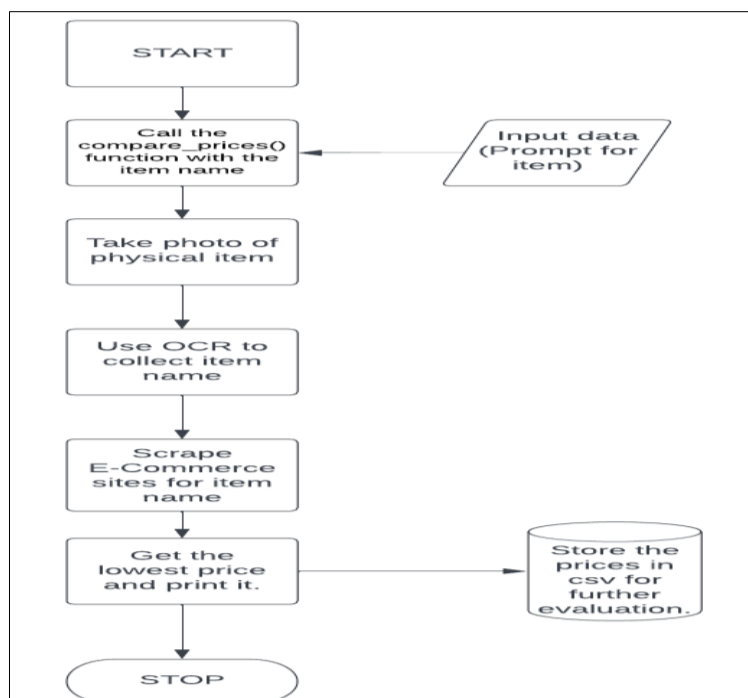 START
Call the
compare_prices()
function with the
item name
Input data
(Prompt for
item)
Take photo of
physical item
Use OCR to
collect item
name
Scrape
E-Commerce
sites for item
name
Get the
lowest price
and print it.
Store the
prices in
csv for
further
evaluation.
STOP